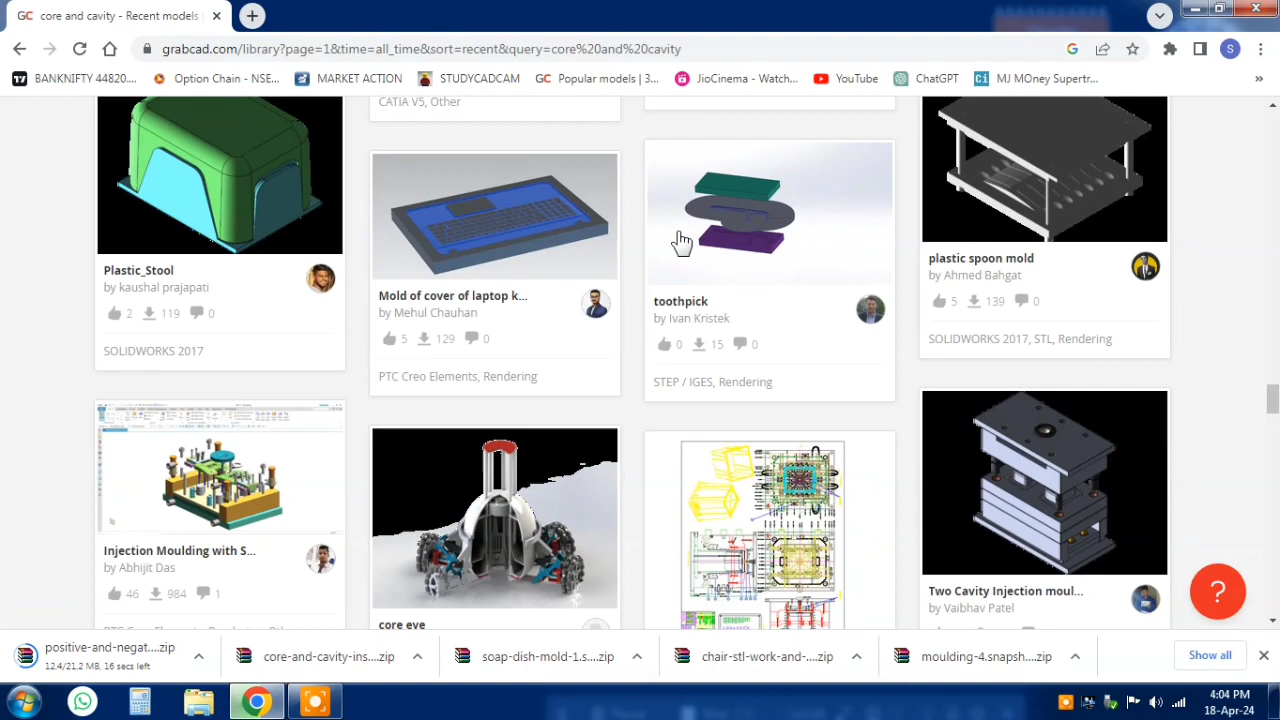 GC core and cavity - Recent models
grabcad.com/library?page=1&time=all_time&sort=recent&query=core%20and%20cavity
BANKNIFTY 44820....
Option Chain - NSE...
MARKET ACTION
STUDYCADCAM
GC Popular models | 3...
JioCinema - Watch...
YouTube
ChatGPT
MJ MOney Supertr...
»
S
CATIA V5, Other
Plastic_Stool
by kaushal prajapati
2 119 0
SOLIDWORKS 2017
Mold of cover of laptop k...
by Mehul Chauhan
5 129 0
PTC Creo Elements, Rendering
toothpick
by Ivan Kristek
0 15 0
STEP / IGES, Rendering
plastic spoon mold
by Ahmed Bahgat
5 139 0
SOLIDWORKS 2017, STL, Rendering
Injection Moulding with S...
by Abhijit Das
46 984 1
core eye
Two Cavity Injection moul...
by Vaibhav Patel
?
positive-and-negat....zip
12.4/21.2 MB, 16 secs left
core-and-cavity-ins....zip
soap-dish-mold-1.s....zip
chair-stl-work-and-....zip
moulding-4.snapsh....zip
Show all
4:04 PM
18-Apr-24